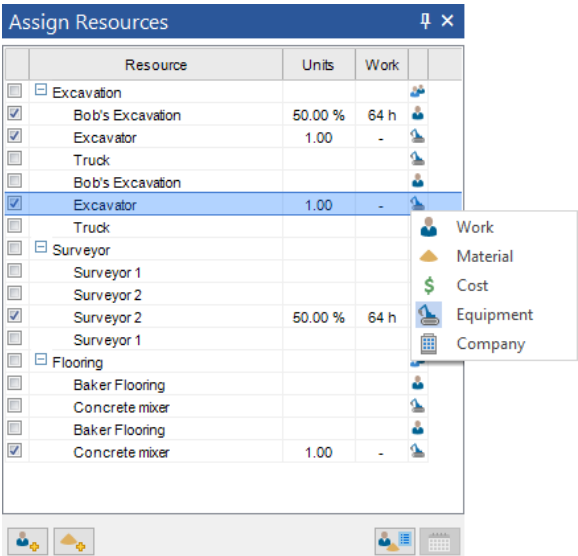 Assign Resources
Resource Units Work
Excavation
Bob's Excavation 50.00 % 64 h
Excavator 1.00 -
Truck
Bob's Excavation
Excavator 1.00 -
Truck
Work
Surveyor
Material
Surveyor 1
Cost
Surveyor 2
Surveyor 2 50.00 % 64 h
Equipment
Surveyor 1
Company
Flooring
Baker Flooring
Concrete mixer
Baker Flooring
Concrete mixer 1.00 -